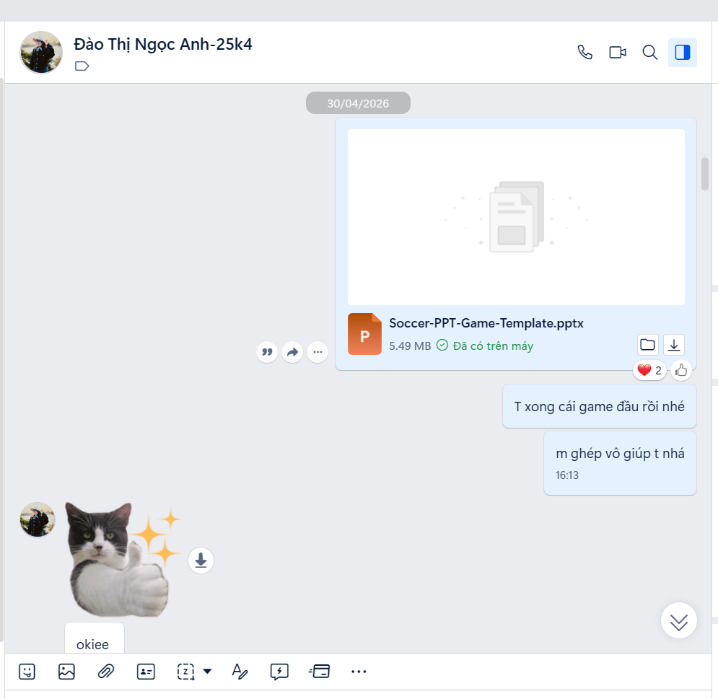 Đào Thị Ngọc Anh-25k4
30/04/2026
P
Soccer-PPT-Game-Template.pptx
5.49 MB Đã có trên máy
2
T xong cái game đầu rồi nhé
m ghép vô giúp t nhá
16:13
okiee